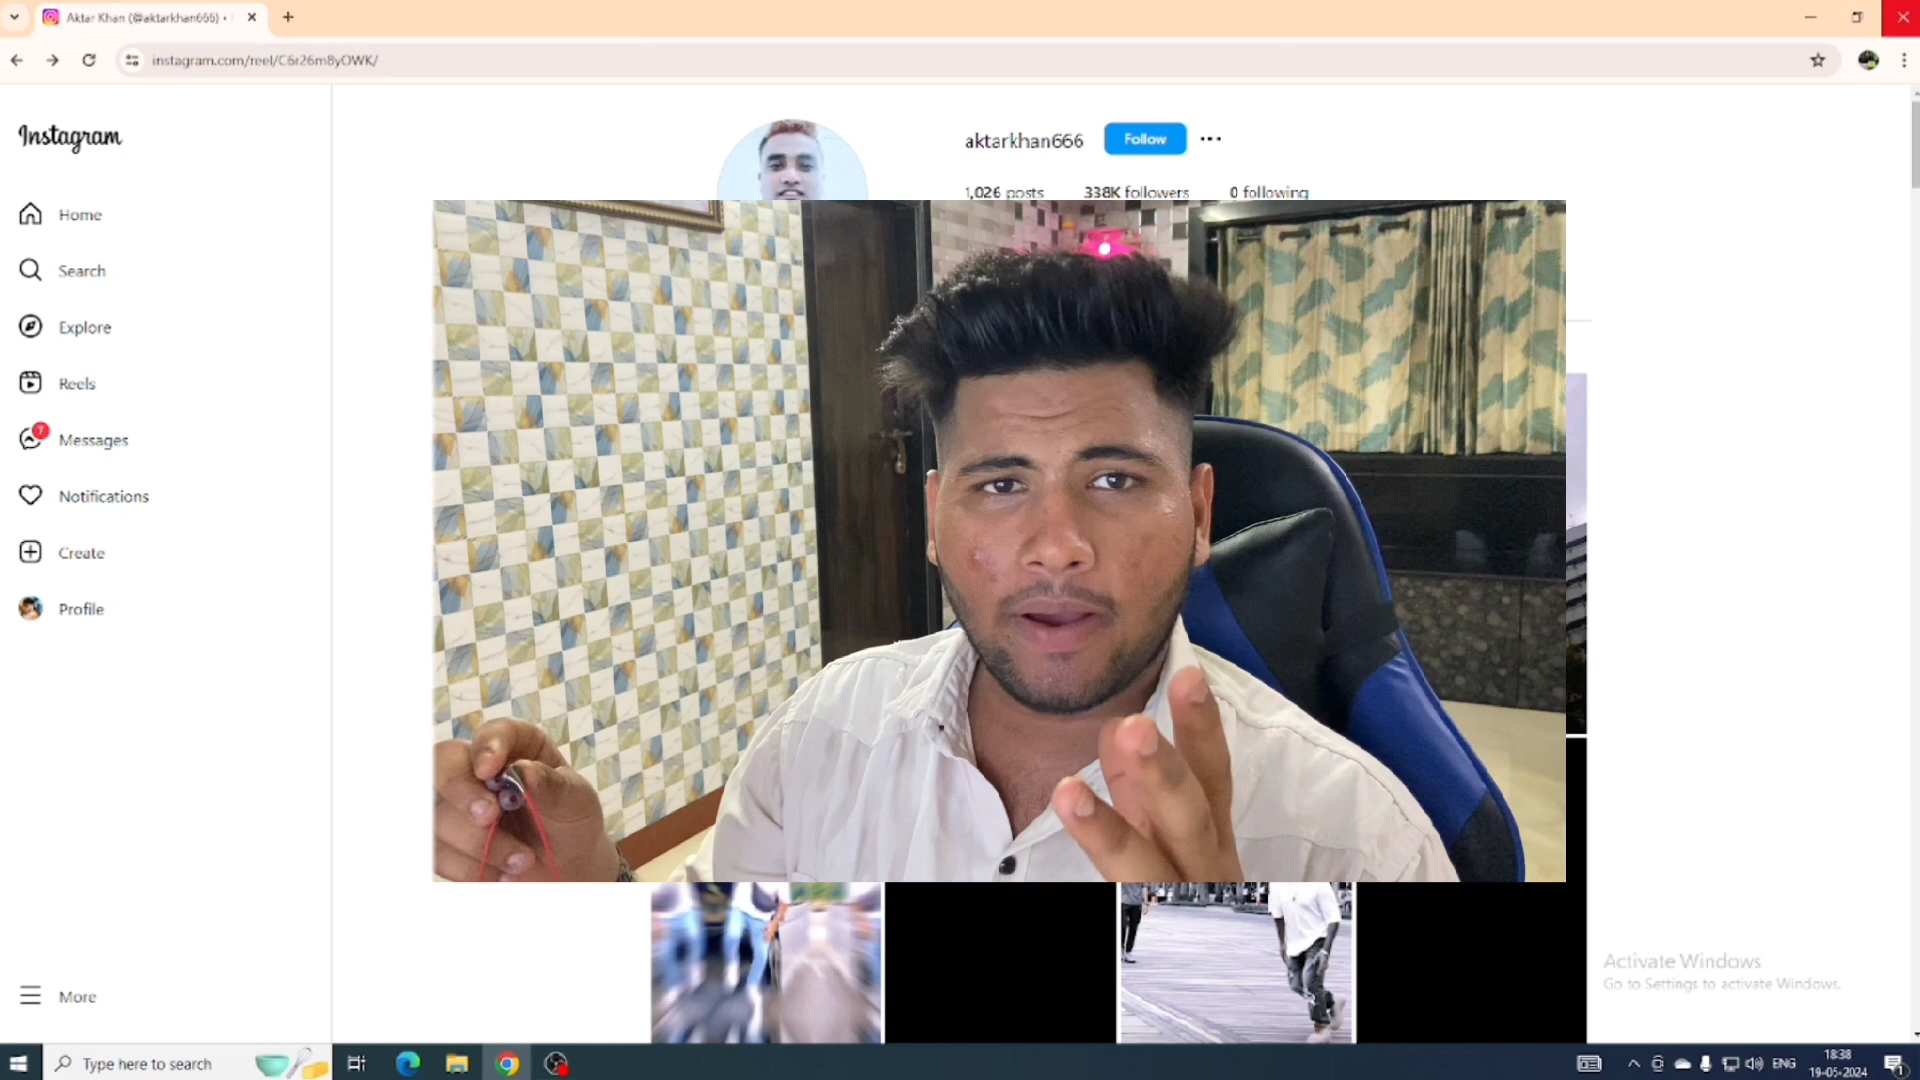 Aktar Khan (@aktarkhan666) •
instagram.com/reel/C6r26m8yOWK/
Instagram
Home
Search
Explore
Reels
7
Messages
Notifications
Create
Profile
More
aktarkhan666
Follow
1,026 posts
338K followers
0 following
Activate Windows
Go to Settings to activate Windows.
Type here to search
ENG
18:38
19-05-2024
1